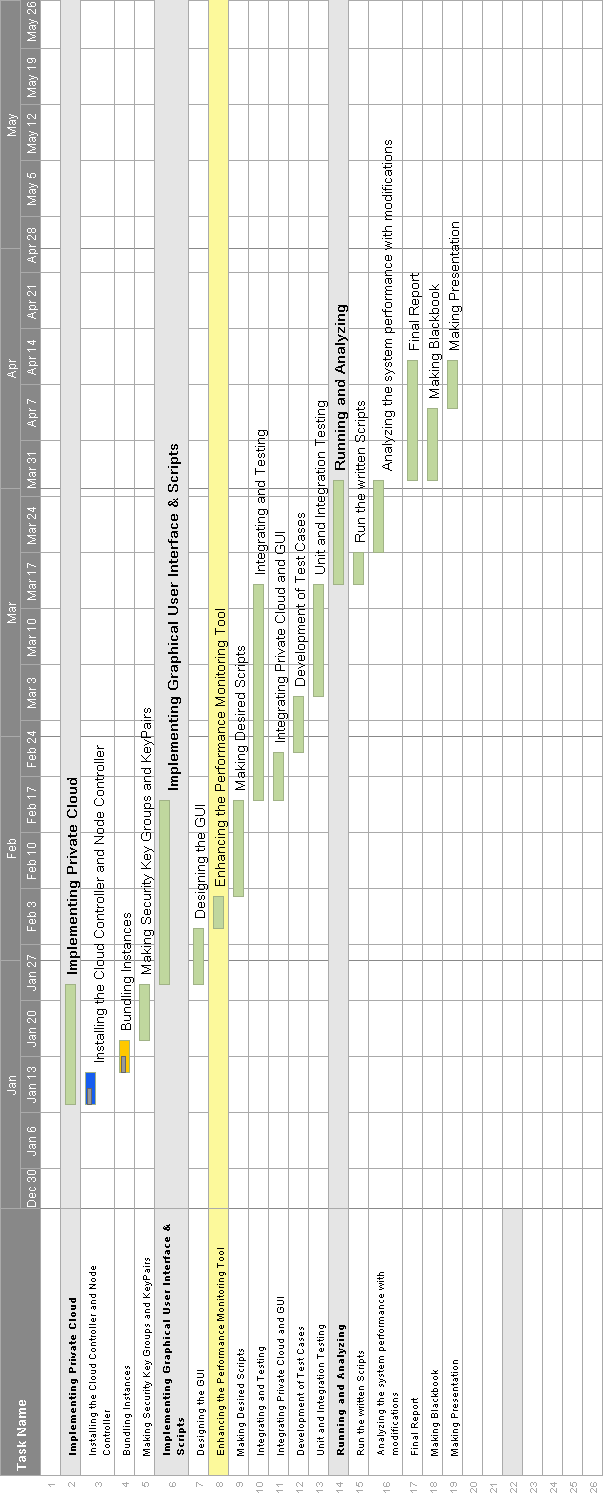 Task Name
Jan
Feb
Mar
Apr
May
Dec 30
Jan 6
Jan 13
Jan 20
Jan 27
Feb 3
Feb 10
Feb 17
Feb 24
Mar 3
Mar 10
Mar 17
Mar 24
Mar 31
Apr 7
Apr 14
Apr 21
Apr 28
May 5
May 12
May 19
May 26
1
2
Implementing Private Cloud
Implementing Private Cloud
3
Installing the Cloud Controller and Node
Controller
Installing the Cloud Controller and Node Controller
4
Bundling Instances
Bundling Instances
5
Making Security Key Groups and KeyPairs
Making Security Key Groups and KeyPairs
6
Implementing Graphical User Interface &
Scripts
Implementing Graphical User Interface & Scripts
7
Designing the GUI
Designing the GUI
8
Enhancing the Performance Monitoring Tool
Enhancing the Performance Monitoring Tool
9
Making Desired Scripts
Making Desired Scripts
10
Integrating and Testing
Integrating and Testing
11
Integrating Private Cloud and GUI
Integrating Private Cloud and GUI
12
Development of Test Cases
Development of Test Cases
13
Unit and Integration Testing
Unit and Integration Testing
14
Running and Analyzing
Running and Analyzing
15
Run the written Scripts
Run the written Scripts
16
Analyzing the system performance with
modifications
Analyzing the system performance with modifications
17
Final Report
Final Report
18
Making Blackbook
Making Blackbook
19
Making Presentation
Making Presentation
20
21
22
23
24
25
26